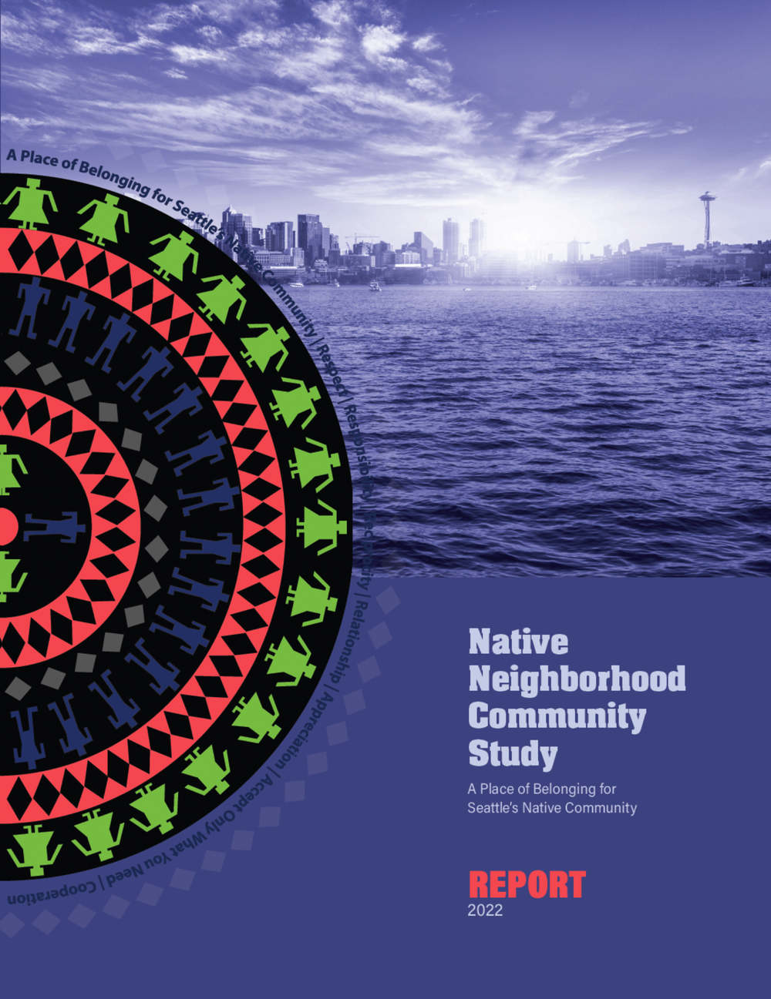 A Place of Belonging for Seattle's Native Community | Respect | Responsibility | Reciprocity | Relationship | Appreciation | Accept Only What You Need | Cooperation
Native
Neighborhood
Community
Study
A Place of Belonging for
Seattle's Native Community
REPORT
2022